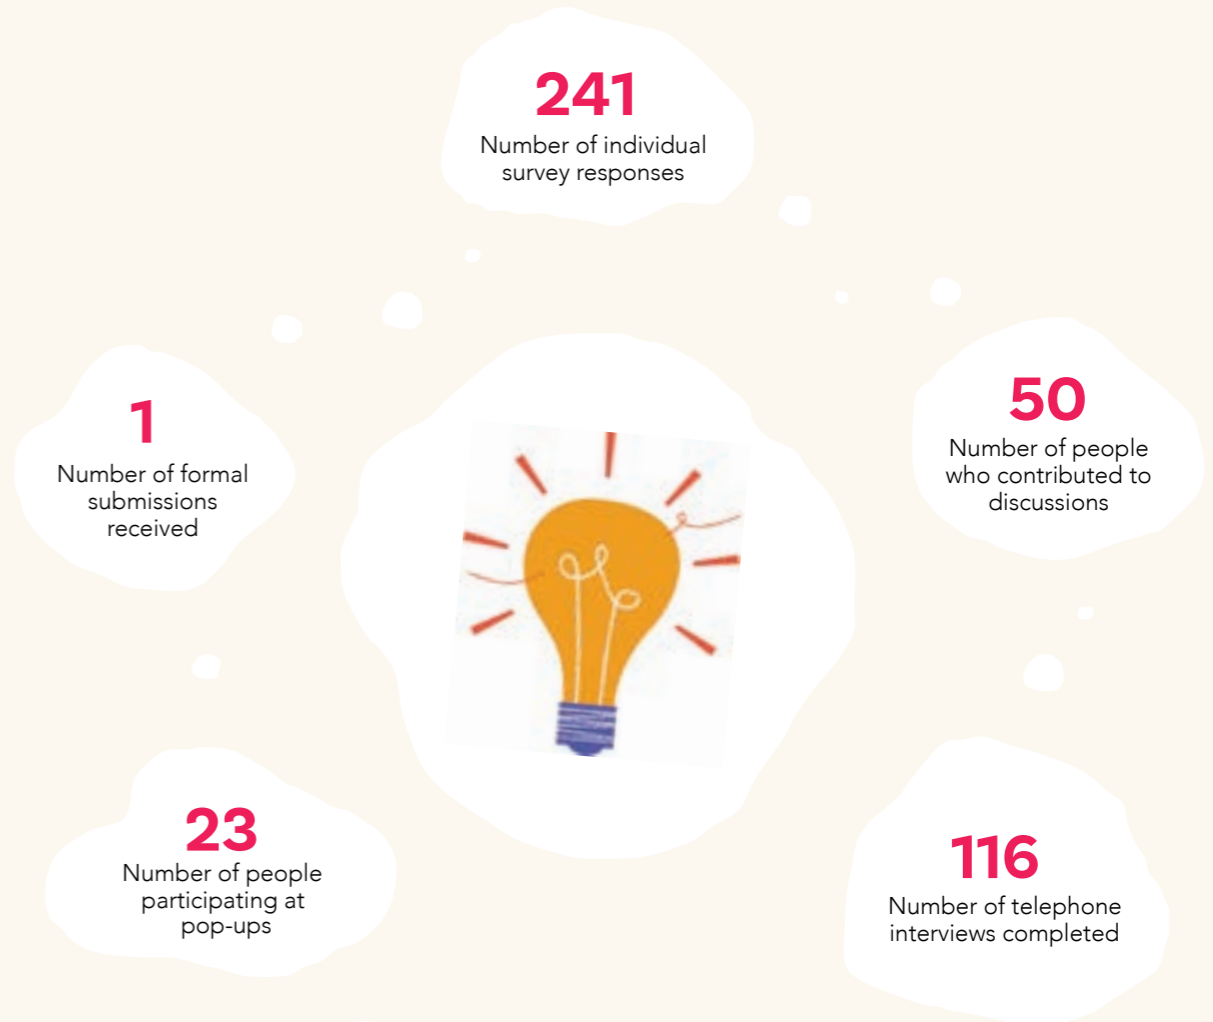 241
Number of individual
survey responses
1
Number of formal
submissions
received
50
Number of people
who contributed to
discussions
23
Number of people
participating at
pop-ups
116
Number of telephone
interviews completed